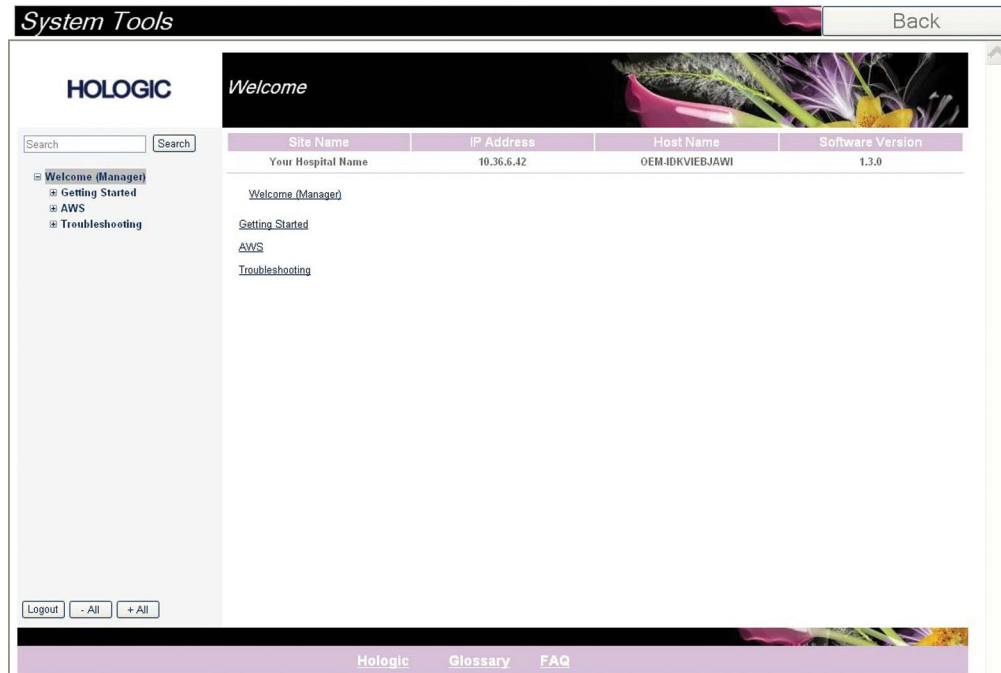 System Tools
Back
HOLOGIC
Welcome
Search
Search
Site Name IP Address Host Name Software Version
Your Hospital Name 10.36.6.42 OEM-IDKVIEBJAWI 1.3.0
Welcome (Manager)
Getting Started
AWS
Troubleshooting
Welcome (Manager)
Getting Started
AWS
Troubleshooting
Logout - All + All
Hologic Glossary FAQ